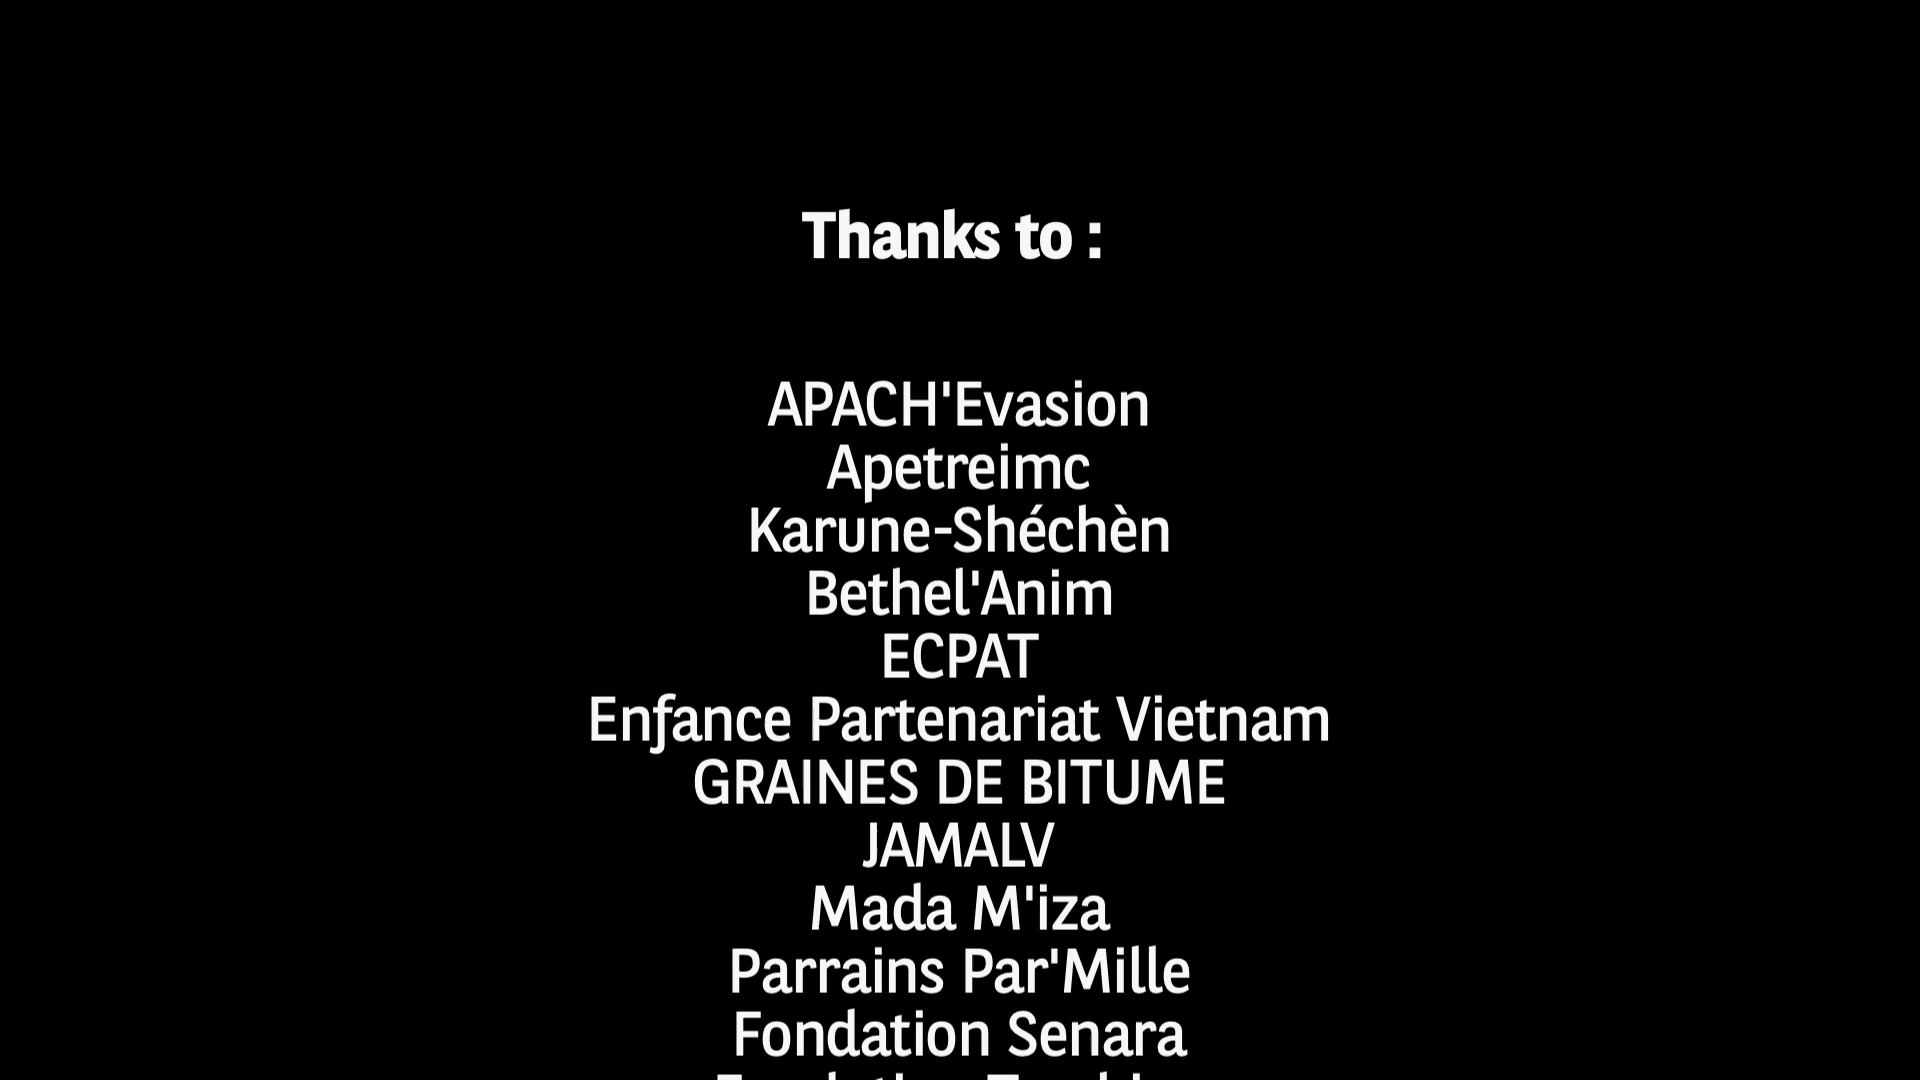 Thanks to :
APACH'Evasion
Apetreimc
Karune-Shéchèn
Bethel'Anim
ECPAT
Enfance Partenariat Vietnam
GRAINES DE BITUME
JAMALV
Mada M'iza
Parrains Par'Mille
Fondation Senara